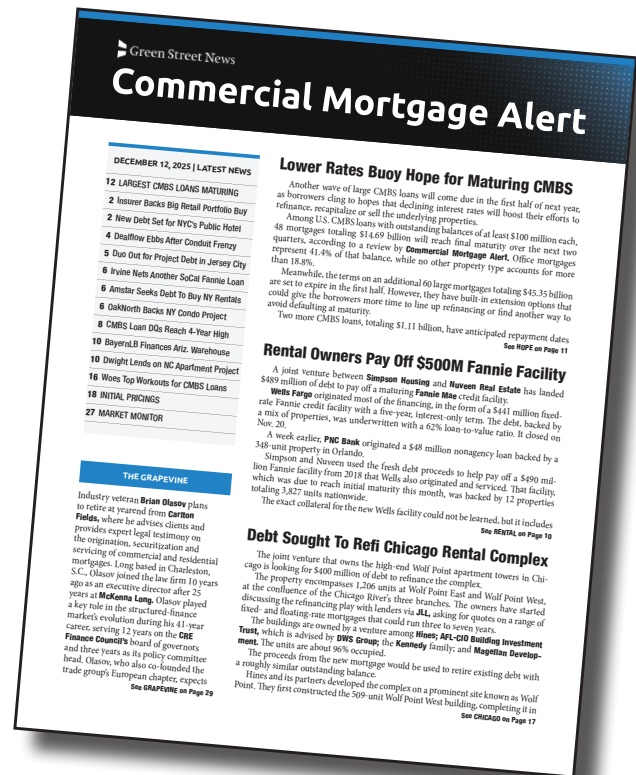 Green Street News
Commercial Mortgage Alert
DECEMBER 12, 2025 | LATEST NEWS
12 LARGEST CMBS LOANS MATURING
2 Insurer Backs Big Retail Portfolio Buy
2 New Debt Set for NYC's Public Hotel
4 Dealflow Ebbs After Conduit Frenzy
5 Duo Out for Project Debt in Jersey City
6 Irvine Nets Another SoCal Fannie Loan
6 Amstar Seeks Debt To Buy NY Rentals
6 OakNorth Backs NY Condo Project
8 CMBS Loan DQs Reach 4-Year High
10 BayernLB Finances Ariz. Warehouse
10 Dwight Lends on NC Apartment Project
16 Woes Top Workouts for CMBS Loans
18 INITIAL PRICINGS
27 MARKET MONITOR
THE GRAPEVINE
Industry veteran Brian Olasov plans
to retire at yearend from Carlton
Fields, where he advises clients and
provides expert legal testimony on
the origination, securitization and
servicing of commercial and residential
mortgages. Long based in Charleston,
S.C., Olasov joined the law firm 10 years
ago as an executive director after 25
years at McKenna Long. Olasov played
a key role in the structured-finance
market's evolution during his 41-year
career, serving 12 years on the CRE
Finance Council's board of governors
and three years as its policy committee
head. Olasov, who also co-founded the
trade group's European chapter, expects
See GRAPEVINE on Page 29
Lower Rates Buoy Hope for Maturing CMBS
Another wave of large CMBS loans will come due in the first half of next year,
as borrowers cling to hopes that declining interest rates will boost their efforts to
refinance, recapitalize or sell the underlying properties.
Among U.S. CMBS loans with outstanding balances of at least $100 million each,
48 mortgages totaling $14.69 billion will reach final maturity over the next two
quarters, according to a review by Commercial Mortgage Alert. Office mortgages
represent 41.4% of that balance, while no other property type accounts for more
than 18.8%.
Meanwhile, the terms on an additional 60 large mortgages totaling $45.35 billion
are set to expire in the first half. However, they have built-in extension options that
could give the borrowers more time to line up refinancing or find another way to
avoid defaulting at maturity.
Two more CMBS loans, totaling $1.11 billion, have anticipated repayment dates
See HOPE on Page 11
Rental Owners Pay Off $500M Fannie Facility
A joint venture between Simpson Housing and Nuveen Real Estate has landed
$489 million of debt to pay off a maturing Fannie Mae credit facility.
Wells Fargo originated most of the financing, in the form of a $441 million fixed-
rate Fannie credit facility with a five-year, interest-only term. The debt, backed by
a mix of properties, was underwritten with a 62% loan-to-value ratio. It closed on
Nov. 20.
A week earlier, PNC Bank originated a $48 million nonagency loan backed by a
348-unit property in Orlando.
Simpson and Nuveen used the fresh debt proceeds to help pay off a $490 mil-
lion Fannie facility from 2018 that Wells also originated and serviced. That facility,
which was due to reach initial maturity this month, was backed by 12 properties
totaling 3,827 units nationwide.
The exact collateral for the new Wells facility could not be learned, but it includes
See RENTAL on Page 10
Debt Sought To Refi Chicago Rental Complex
The joint venture that owns the high-end Wolf Point apartment towers in Chi-
cago is looking for $400 million of debt to refinance the complex.
The property encompasses 1,206 units at Wolf Point East and Wolf Point West,
at the confluence of the Chicago River's three branches. The owners have started
discussing the refinancing play with lenders via JLL, asking for quotes on a range of
fixed- and floating-rate mortgages that could run three to seven years.
The buildings are owned by a venture among Hines; AFL-CIO Building Investment
Trust, which is advised by DWS Group; the Kennedy family; and Magellan Develop-
ment. The units are about 96% occupied.
The proceeds from the new mortgage would be used to retire existing debt with
a roughly similar outstanding balance.
Hines and its partners developed the complex on a prominent site known as Wolf
Point. They first constructed the 509-unit Wolf Point West building, completing it in
See CHICAGO on Page 17